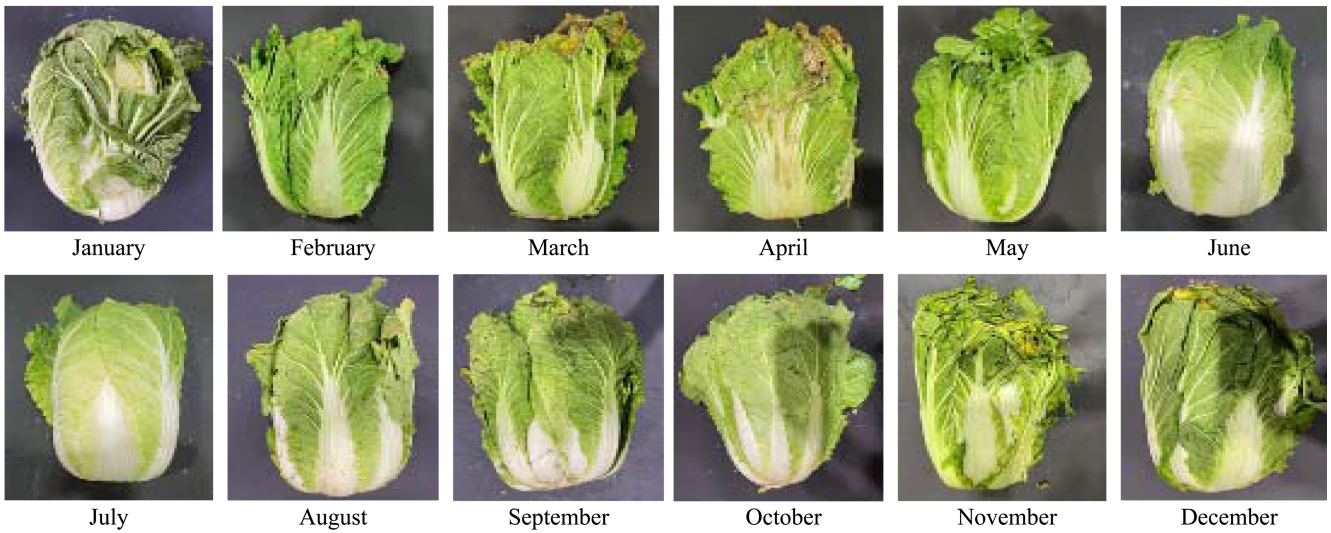 January
February
March
April
May
June
July
August
September
October
November
December